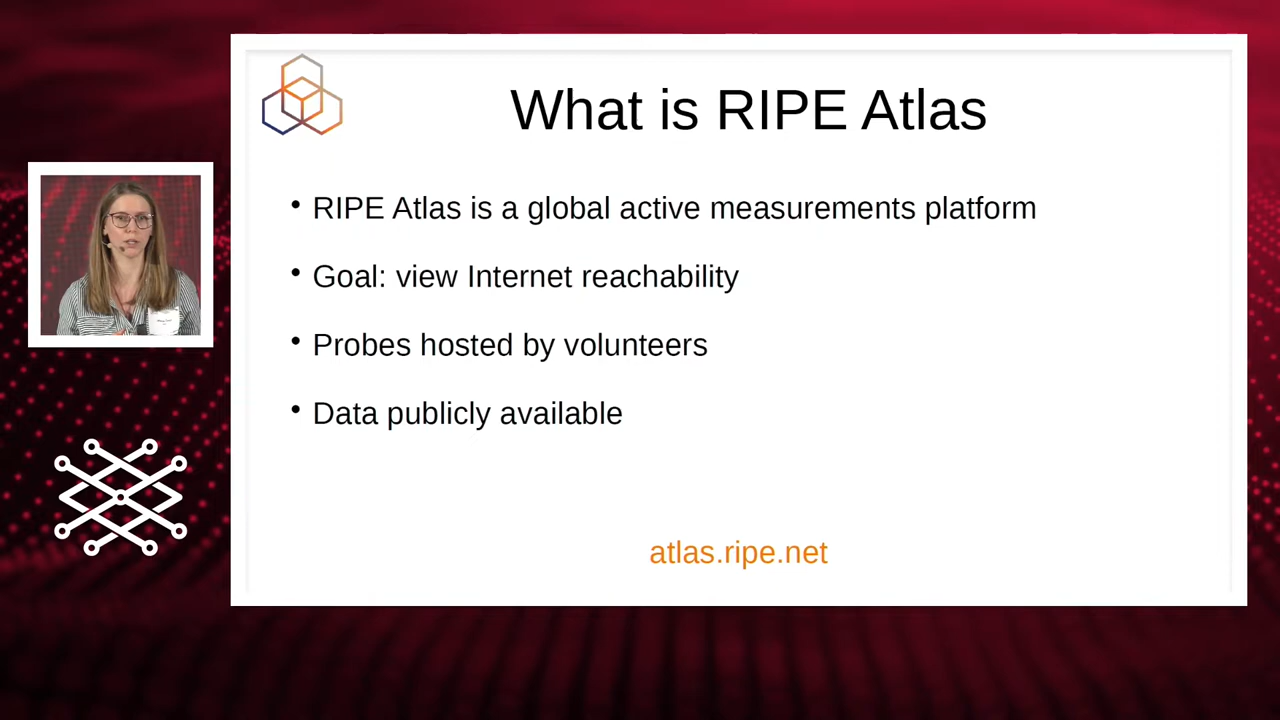 What is RIPE Atlas
• RIPE Atlas is a global active measurements platform
• Goal: view Internet reachability
• Probes hosted by volunteers
• Data publicly available
atlas.ripe.net